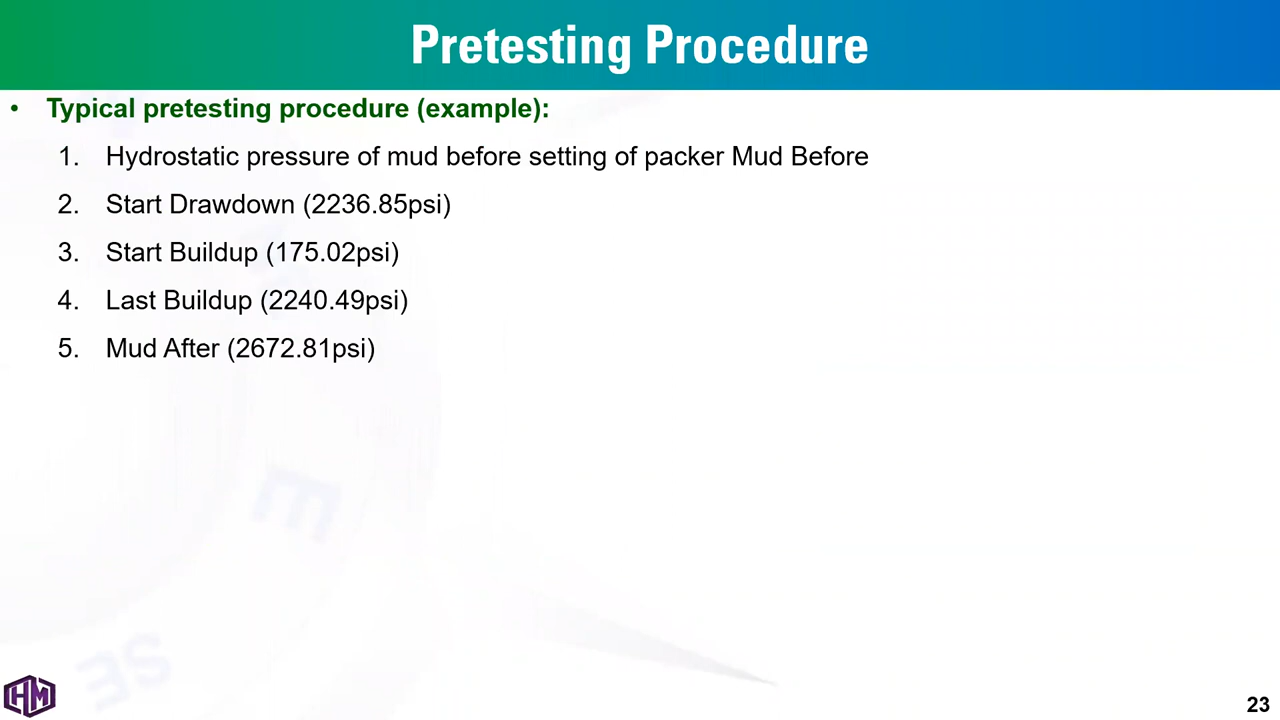 Pretesting Procedure
• Typical pretesting procedure (example):
1. Hydrostatic pressure of mud before setting of packer Mud Before
2. Start Drawdown (2236.85psi)
3. Start Buildup (175.02psi)
4. Last Buildup (2240.49psi)
5. Mud After (2672.81psi)
HM
23